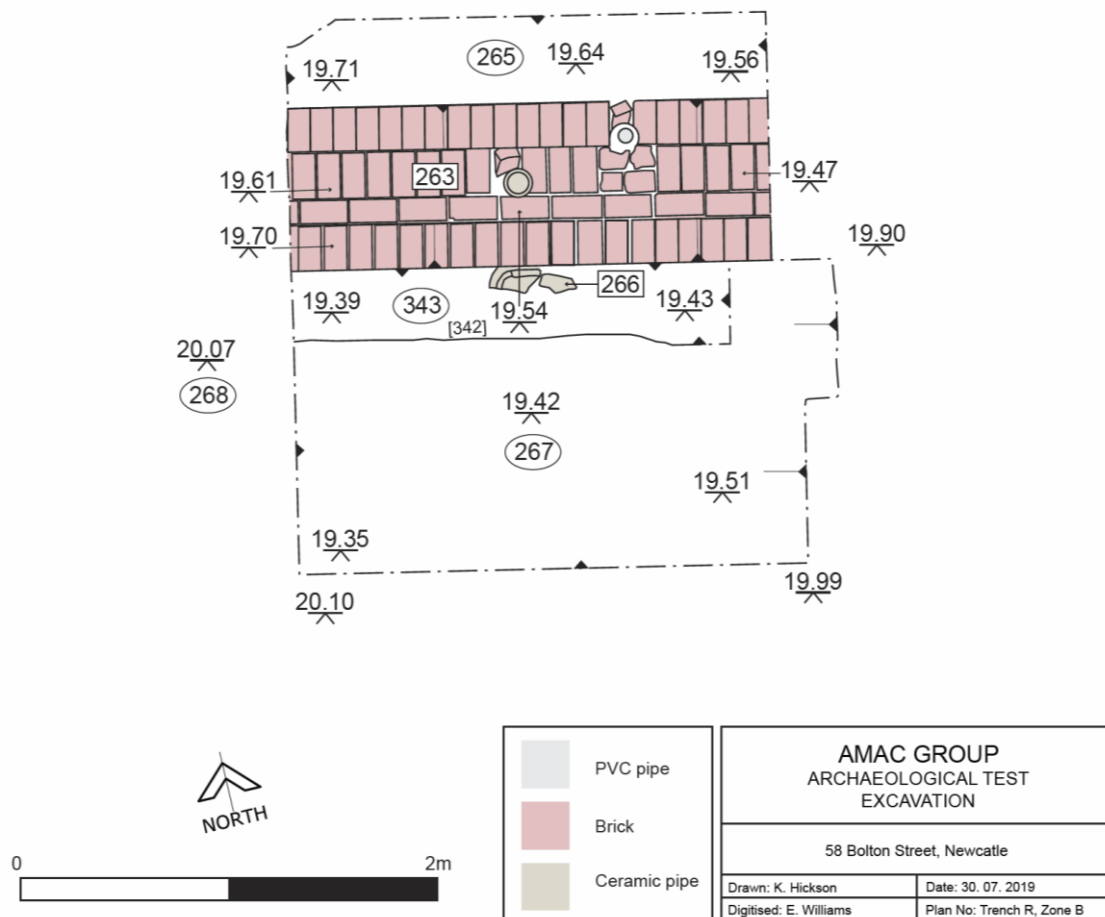 265
19.64
19.56
19.71
263
19.61
19.47
19.70
19.90
266
19.39
343
19.54
19.43
[342]
20.07
268
19.42
267
19.51
19.35
19.99
20.10
NORTH
0
2m
PVC pipe
Brick
Ceramic pipe
AMAC GROUP
ARCHAEOLOGICAL TEST
EXCAVATION
58 Bolton Street, Newcatle
Drawn: K. Hickson
Date: 30. 07. 2019
Digitised: E. Williams
Plan No: Trench R, Zone B